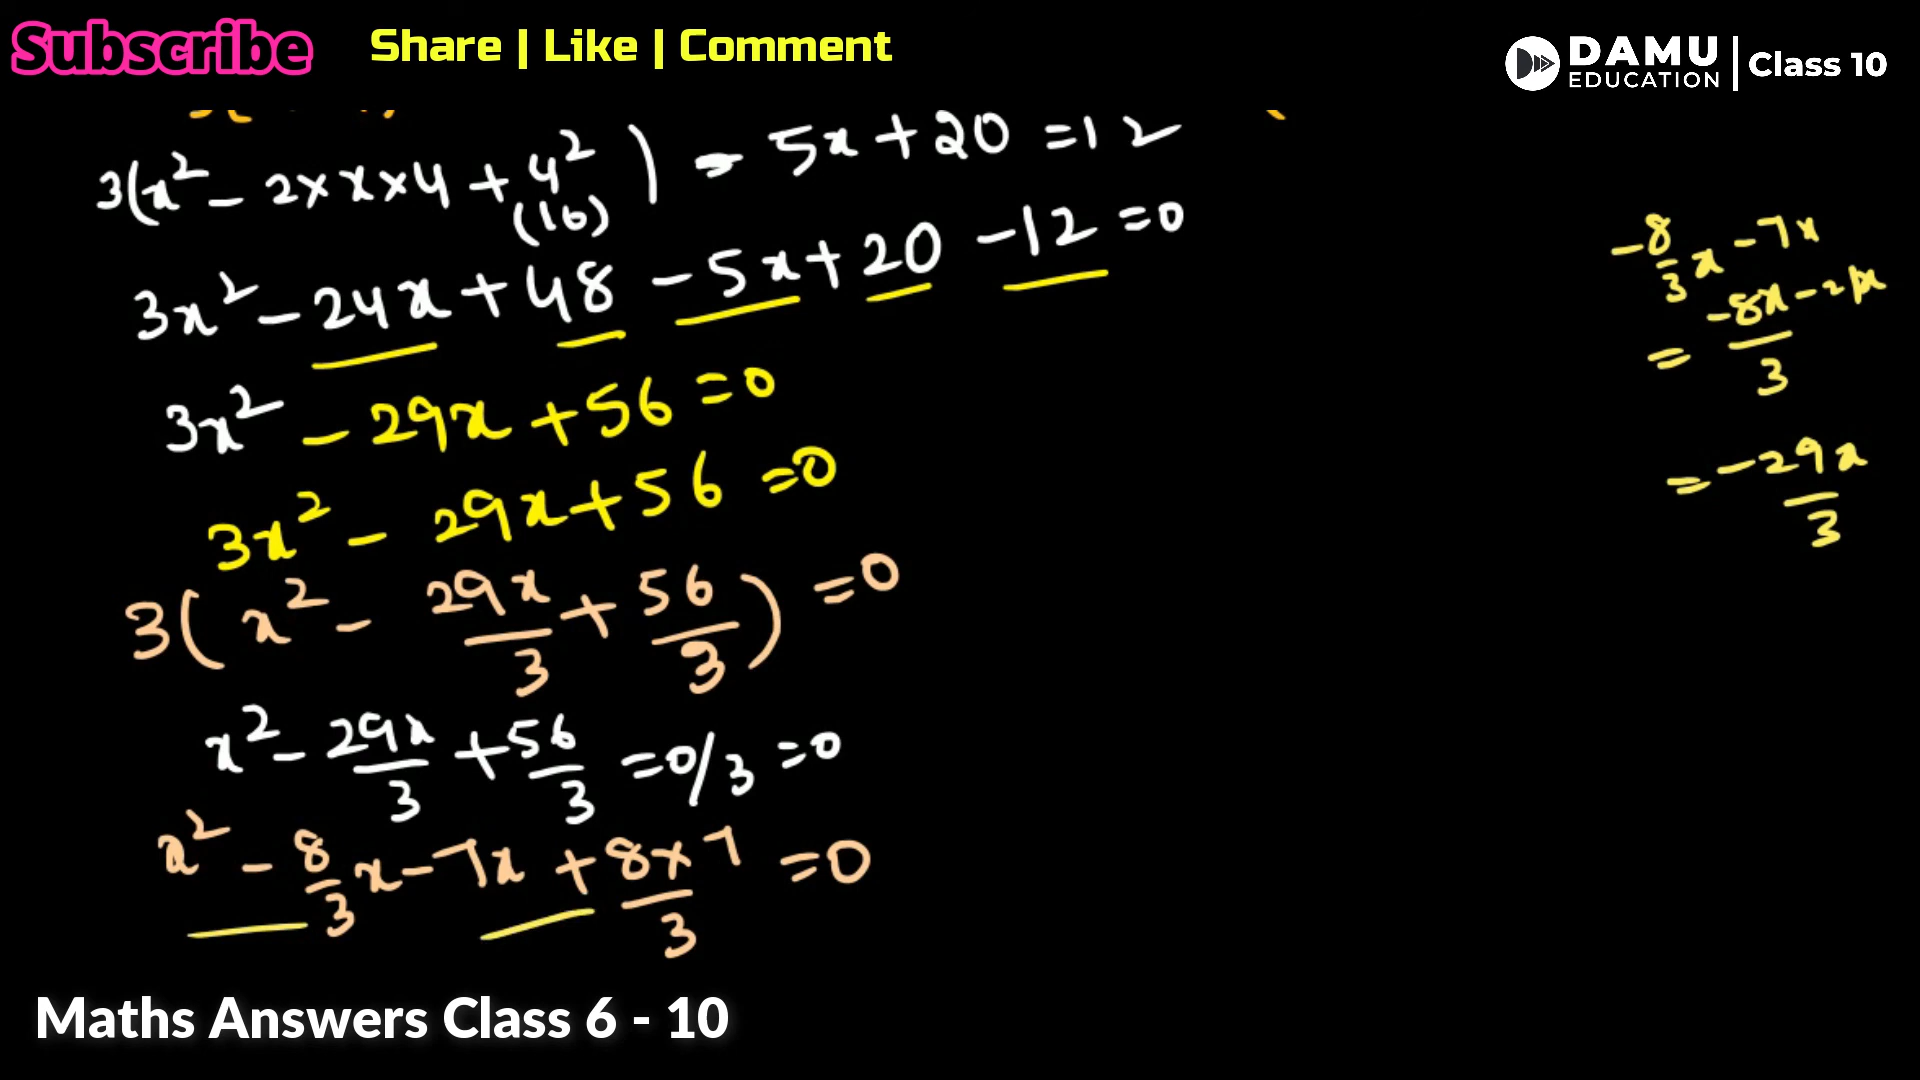 Subscribe
Share | Like | Comment
DAMU EDUCATION | Class 10
3(x² - 2×x×4 + 4² ) - 5x + 20 = 12
(16)
3x² - 24x + 48 - 5x + 20 - 12 = 0
3x² - 29x + 56 = 0
3x² - 29x + 56 = 0
3(x² - 29x/3 + 56/3) = 0
x² - 29x/3 + 56/3 = 0/3 = 0
x² - 8/3 x - 7x + 8×7/3 = 0
-8/3 x - 7x
= -8x - 21x/3
= -29x/3
Maths Answers Class 6 - 10